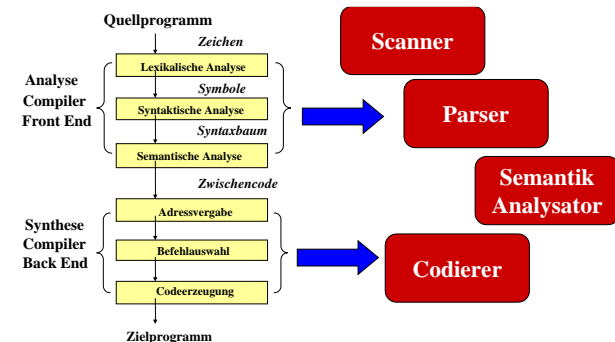 Quellprogramm
Zeichen
Scanner
Lexikalische Analyse
Analyse
Compiler
Front End
Symbole
Syntaktische Analyse
Parser
Syntaxbaum
Semantische Analyse
Semantik
Analysator
Zwischencode
Adressvergabe
Synthese
Compiler
Back End
Befehlauswahl
Codierer
Codeerzeugung
Zielprogramm